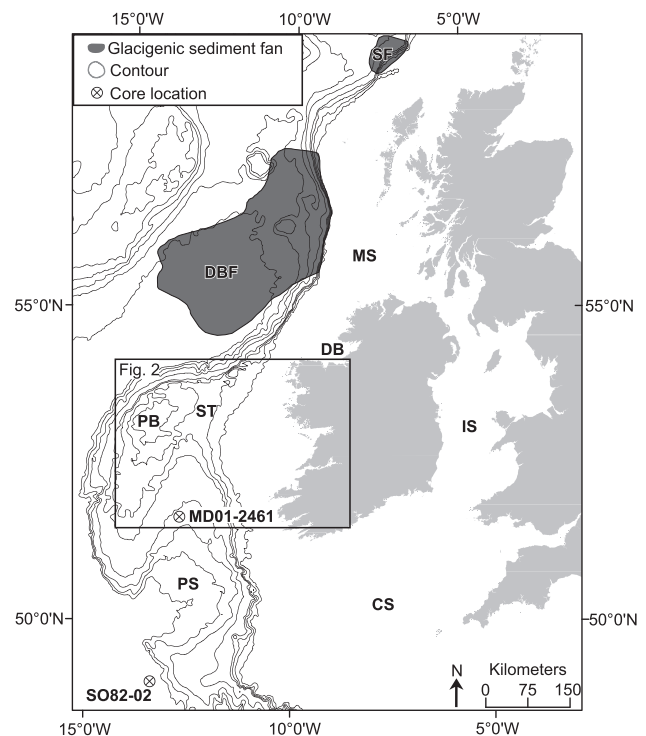 15°0'W 10°0'W 5°0'W
Glacigenic sediment fan
Contour
Core location
SF
MS
DBF
55°0'N 55°0'N
DB
Fig. 2
ST
PB
IS
MD01-2461
PS
CS
50°0'N 50°0'N
N
Kilometers
0 75 150
SO82-02
15°0'W 10°0'W 5°0'W